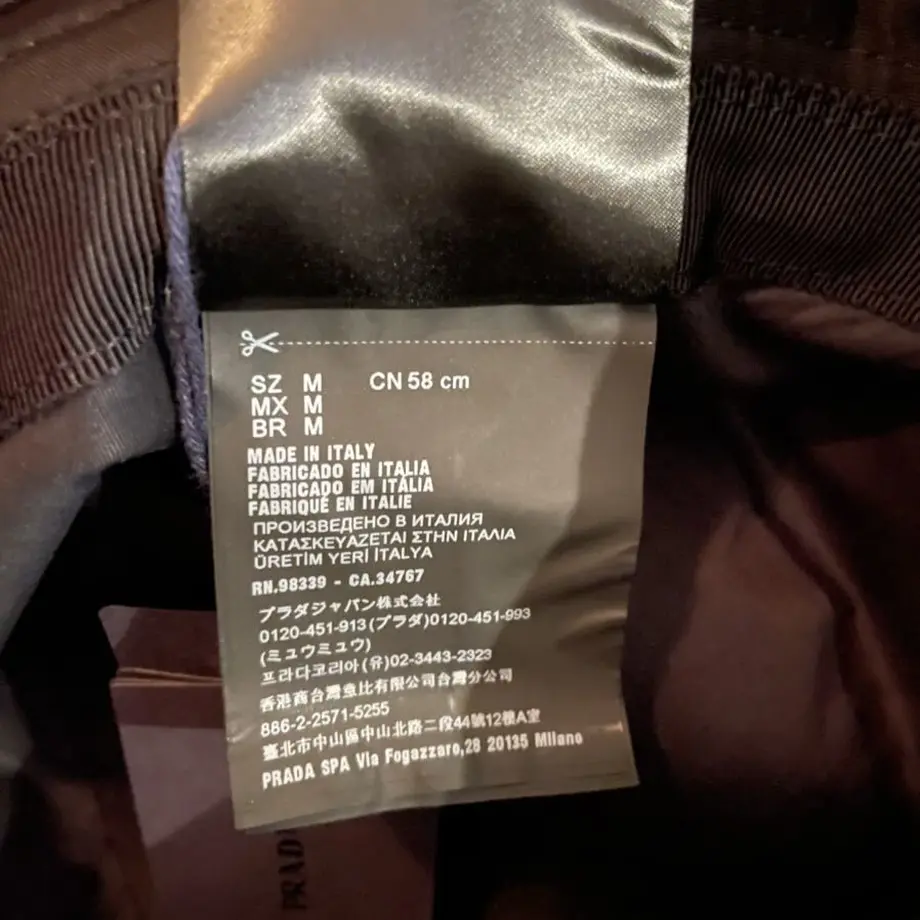 SZ M CN 58 cm
MX M
BR M
MADE IN ITALY
FABRICADO EN ITALIA
FABRICADO EM ITÁLIA
FABRIQUÉ EN ITALIE
ПРОИЗВЕДЕНО В ИТАЛИЯ
ΚΑΤΑΣΚΕΥΑΖΕΤΑΙ ΣΤΗΝ ΙΤΑΛΙΑ
ÜRETİM YERİ İTALYA
RN.98339 - CA.34767
プラダジャパン株式会社
0120-451-913(プラダ)0120-451-993
(ミュウミュウ)
프라다코리아(유)02-3443-2323
香港商台灣壹比有限公司台灣分公司
886-2-2571-5255
臺北市中山區中山北路二段44號12樓A室
PRADA SPA Via Fogazzaro,28 20135 Milano
PRAD